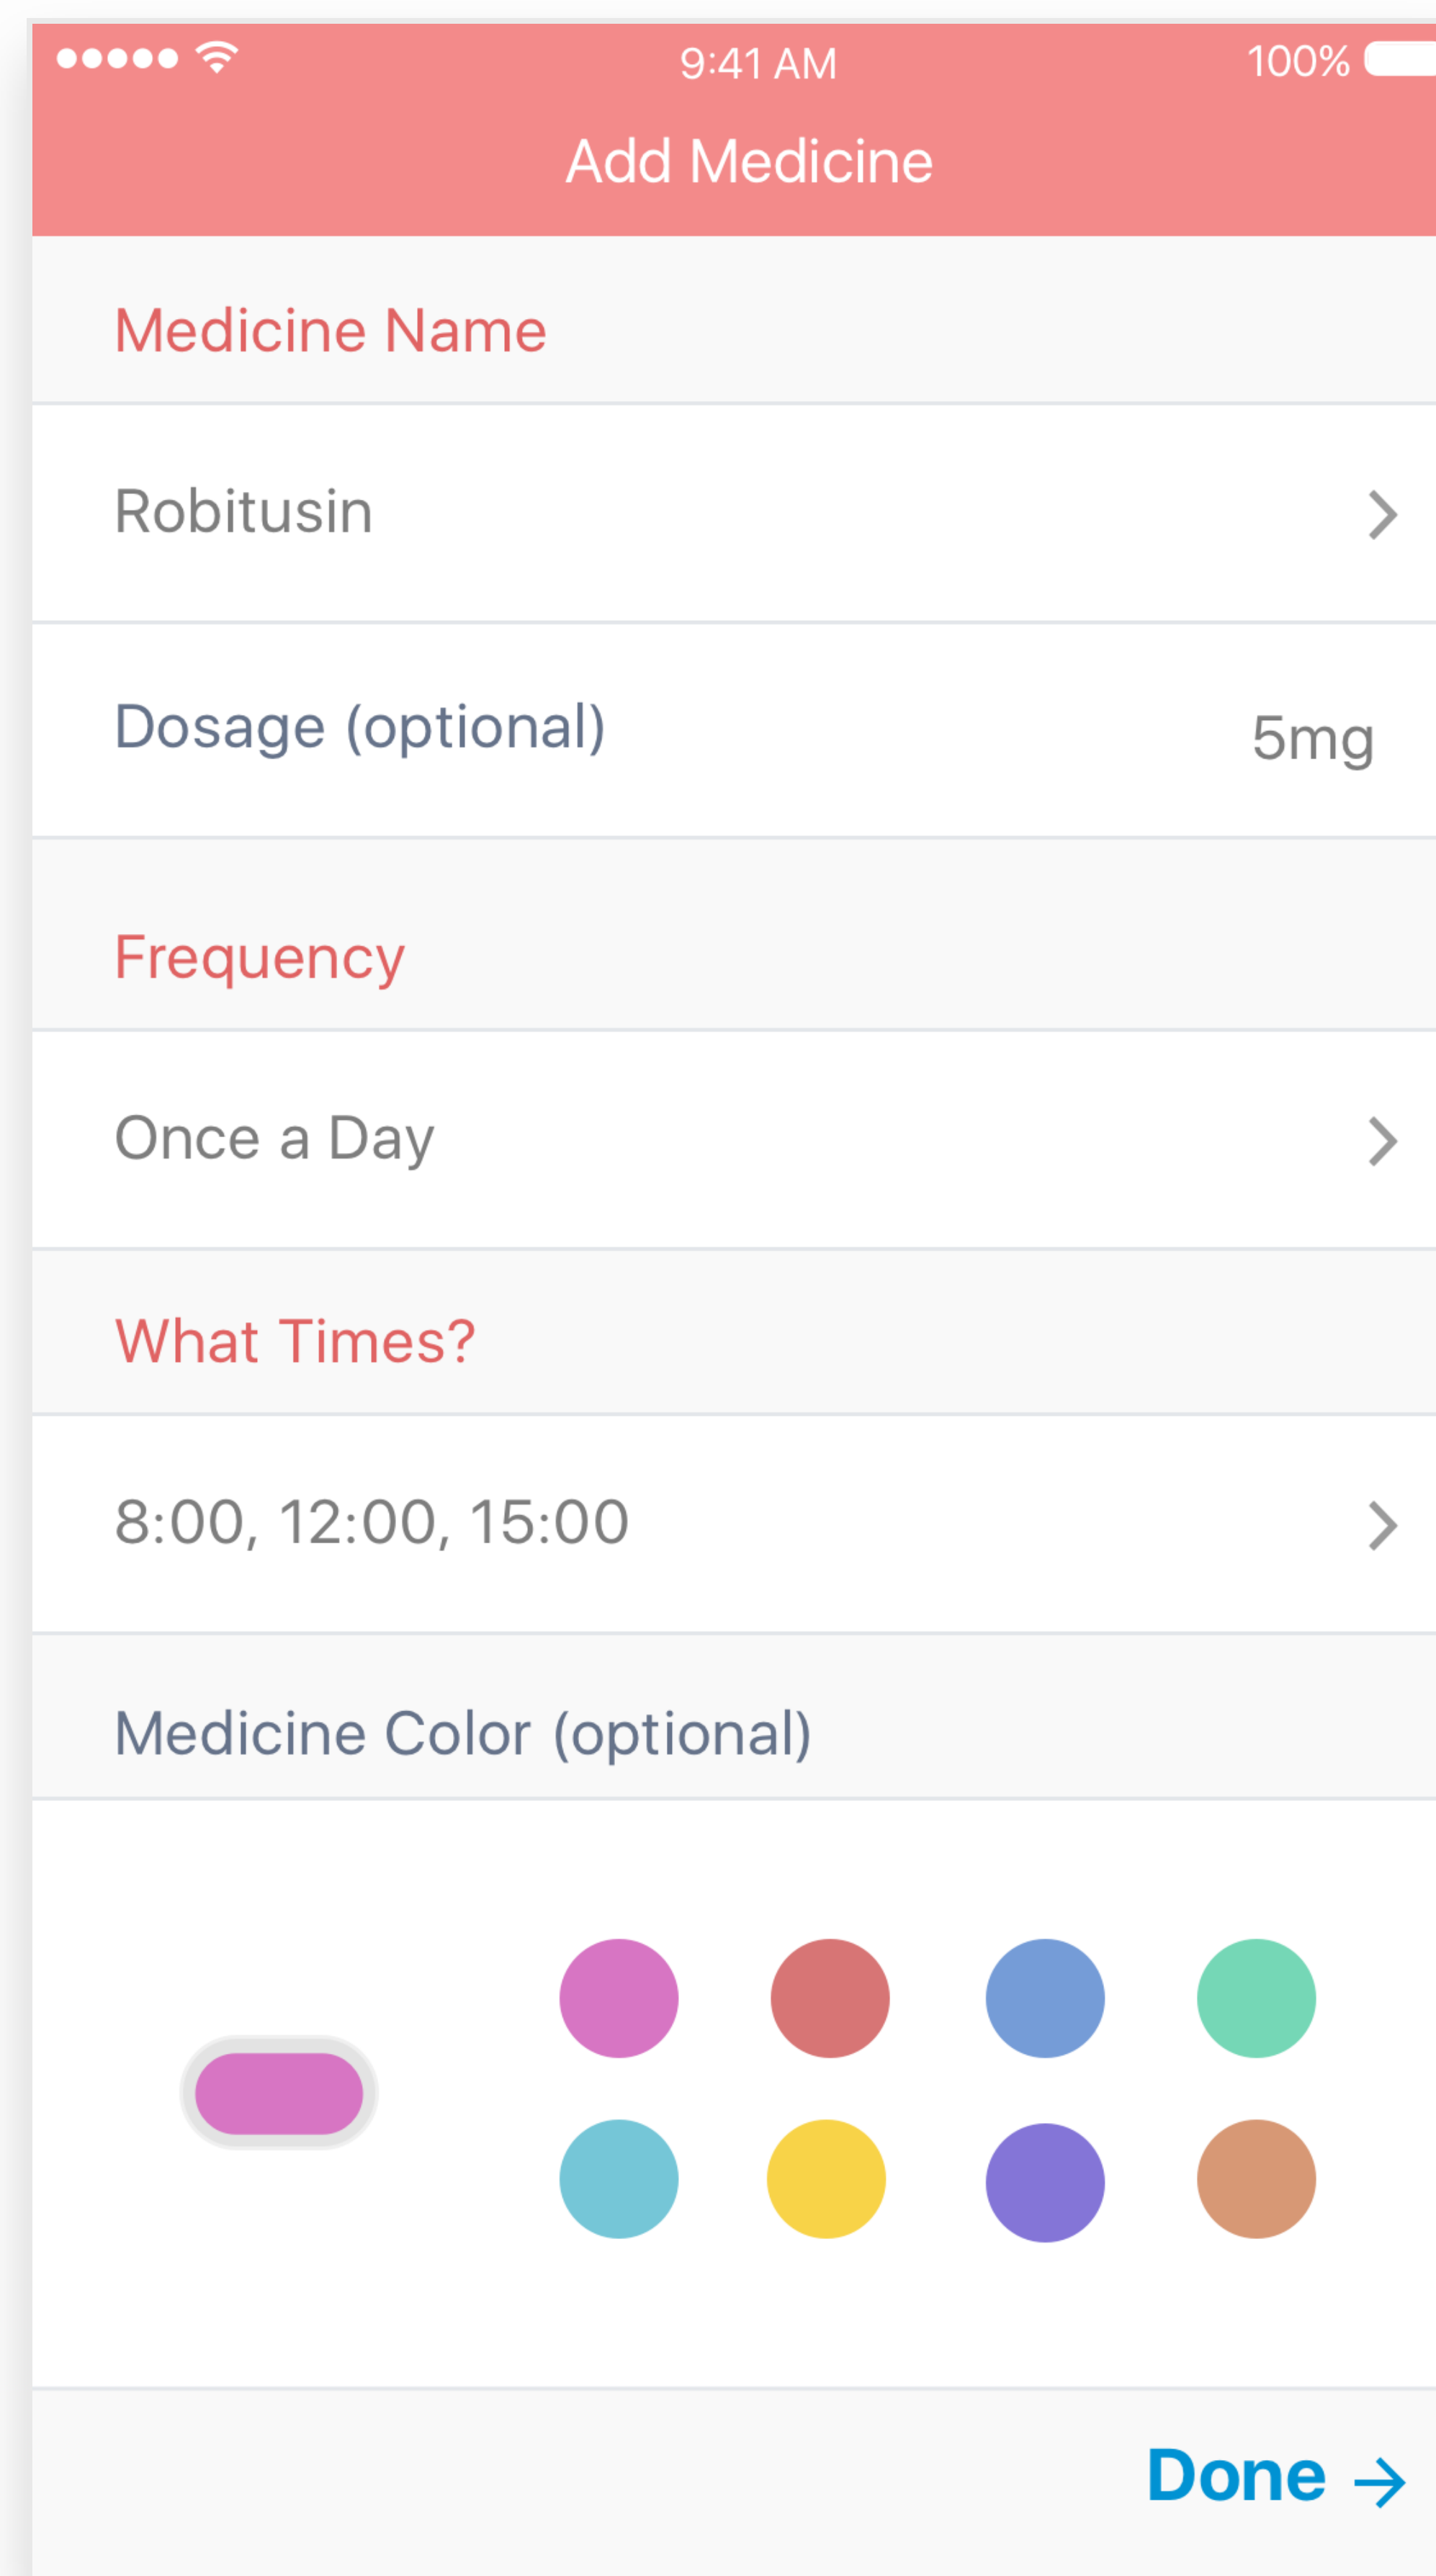 9:41 AM 100%
Add Medicine
Medicine Name
Robitusin
Dosage (optional) 5mg
Frequency
Once a Day
What Times?
8:00, 12:00, 15:00
Medicine Color (optional)
Done